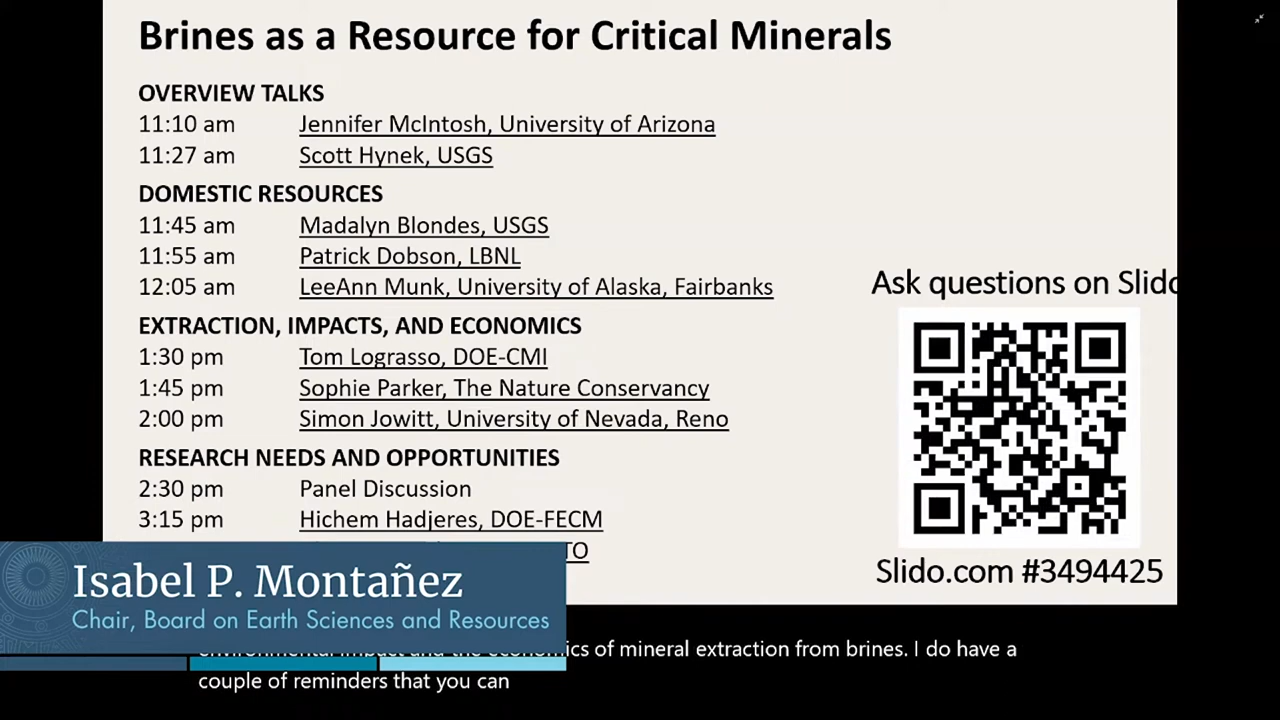 Brines as a Resource for Critical Minerals
OVERVIEW TALKS
11:10 am Jennifer McIntosh, University of Arizona
11:27 am Scott Hynek, USGS
DOMESTIC RESOURCES
11:45 am Madalyn Blondes, USGS
11:55 am Patrick Dobson, LBNL
12:05 am LeeAnn Munk, University of Alaska, Fairbanks
EXTRACTION, IMPACTS, AND ECONOMICS
1:30 pm Tom Lograsso, DOE-CMI
1:45 pm Sophie Parker, The Nature Conservancy
2:00 pm Simon Jowitt, University of Nevada, Reno
RESEARCH NEEDS AND OPPORTUNITIES
2:30 pm Panel Discussion
3:15 pm Hichem Hadjeres, DOE-FECM
TO
Ask questions on Slido
Slido.com #3494425
Isabel P. Montañez
Chair, Board on Earth Sciences and Resources
environmental impact and the economics of mineral extraction from brines. I do have a
couple of reminders that you can